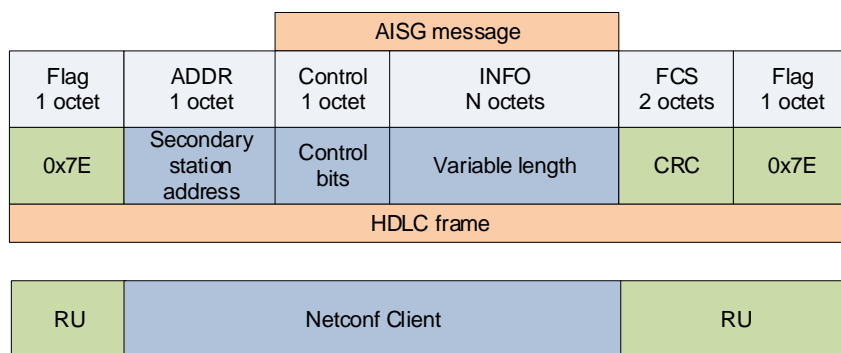 AISG message
Flag
1 octet
ADDR
1 octet
Control
1 octet
INFO
N octets
FCS
2 octets
Flag
1 octet
0x7E
Secondary
station
address
Control
bits
Variable length
CRC
0x7E
HDLC frame
RU
Netconf Client
RU